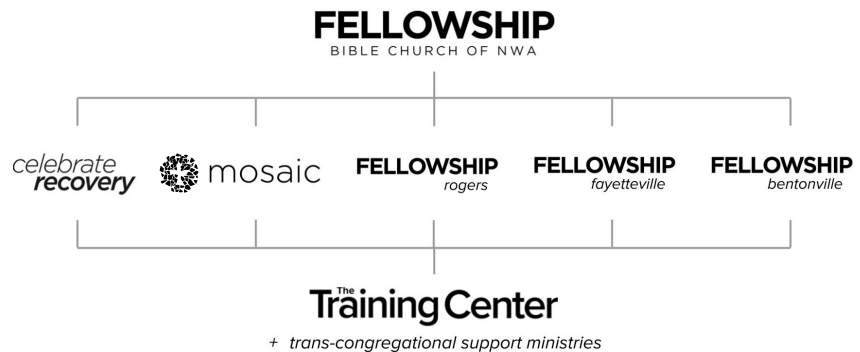 FELLOWSHIP
BIBLE CHURCH OF NWA
celebrate
recovery
mosaic
FELLOWSHIP
rogers
FELLOWSHIP
fayetteville
FELLOWSHIP
bentonville
The
Training Center
+ trans-congregational support ministries